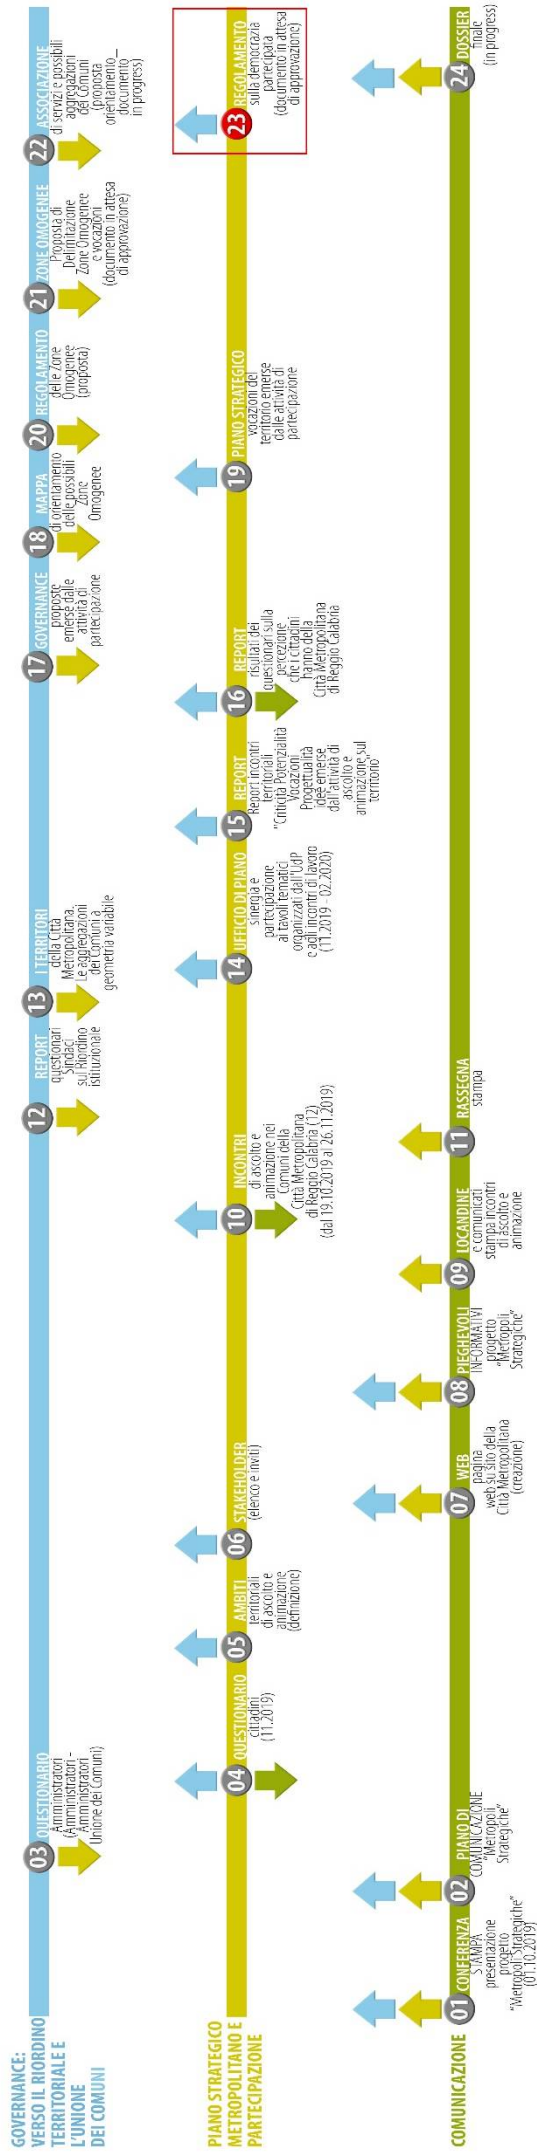 GOVERNANCE:
VERSO IL RIORDINO
TERRITORIALE E
L'UNIONE
DEI COMUNI
03 QUESTIONARIO
Amministratori
(Amministratori -
Amministratori
Unione dei Comuni)
12 REPORT
questionari
Sindaci
sul Riordino
istituzionale
13 I TERRITORI
della Città
Metropolitana.
Le aggregazioni
dei Comuni a
geometria variabile
17 GOVERNANCE
proposte
emerse dalle
attività di
partecipazione
18 MAPPA
di orientamento
delle possibili
Zone
Omogenee
20 REGOLAMENTO
delle Zone
Omogenee
(proposta)
21 ZONE OMOGENEE
Proposta di
Delimitazione
Zone Omogenee
e vocazioni
(documento in attesa
di approvazione)
22 ASSOCIAZIONE
di servizi e possibili
aggregazioni
dei Comuni
(proposta
orientamento_
documento
in progress)
PIANO STRATEGICO
METROPOLITANO E
PARTECIPAZIONE
04 QUESTIONARIO
cittadini
(11.2019)
05 AMBITI
territoriali
di ascolto e
animazione
(definizione)
06 STAKEHOLDER
(elenco e inviti)
10 INCONTRI
di ascolto e
animazione nei
Comuni della
Città Metropolitana
di Reggio Calabria (12)
(dal 19.10.2019 al 26.11.2019)
14 UFFICIO DI PIANO
sinergia e
partecipazione
ai tavoli tematici
organizzati dall'UdP
e agli incontri di lavoro
(11.2019 - 02.2020)
15 REPORT
Report incontri
territoriali
"Criticità Potenzialità
Vocazioni
Progettualità
idee emerse
dall'attività di
ascolto e
animazione sul
territorio"
16 REPORT
risultati dei
questionari sulla
percezione
che i cittadini
hanno della
Città Metropolitana
di Reggio Calabria
19 PIANO STRATEGICO
vocazioni del
territorio emerse
dalle attività di
partecipazione
23 REGOLAMENTO
sulla democrazia
partecipata
(documento in attesa
di approvazione)
COMUNICAZIONE
01 CONFERENZA
STAMPA
presentazione
progetto
"Metropoli Strategiche"
(01.10.2019)
02 PIANO DI
COMUNICAZIONE
"Metropoli
Strategiche"
07 WEB
pagina
web su sito della
Città Metropolitana
(creazione)
08 PIEGHEVOLI
INFORMATIVI
progetto
"Metropoli
Strategiche"
09 LOCANDINE
e comunicati
stampa incontri
di ascolto e
animazione
11 RASSEGNA
stampa
24 DOSSIER
finale
(in progress)